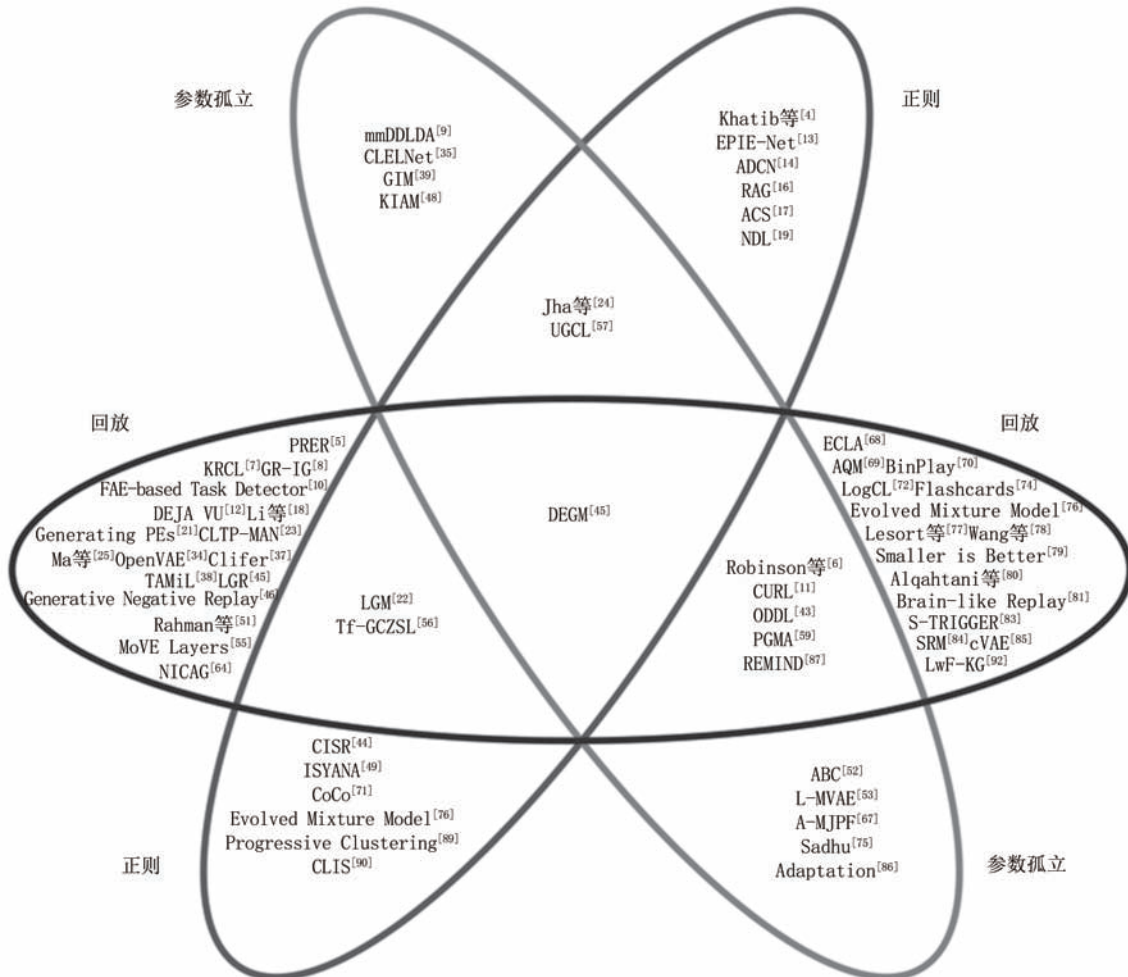 参数孤立
正则
mmDDLDA[9]
CLELNet[35]
GIM[39]
KIAM[48]
Khatib等[4]
EPIE-Net[13]
ADCN[14]
RAG[16]
ACS[17]
NDL[19]
Jha等[24]
UGCL[57]
回放
回放
PRER[5]
KRCL[7]GR-IG[8]
FAE-based Task Detector[10]
DEJA VU[12]Li等[18]
Generating PEs[21]CLTP-MAN[23]
Ma等[25]OpenVAE[34]Clifer[37]
TAMiL[38]LGR[45]
Generative Negative Replay[46]
Rahman等[51]
MoVE Layers[55]
NICAG[64]
DEGM[45]
LGM[22]
Tf-GCZSL[56]
Robinson等[6]
CURL[11]
ODDL[43]
PGMA[59]
REMIND[87]
ECLA[68]
AQM[69]BinPlay[70]
LogCL[72]Flashcards[74]
Evolved Mixture Model[76]
Lesort等[77]Wang等[78]
Smaller is Better[79]
Alqahtani等[80]
Brain-like Replay[81]
S-TRIGGER[83]
SRM[84]cVAE[85]
LwF-KG[92]
CISR[44]
ISYANA[49]
CoCo[71]
Evolved Mixture Model[76]
Progressive Clustering[89]
CLIS[90]
ABC[52]
L-MVAE[53]
A-MJPF[67]
Sadhu[75]
Adaptation[86]
正则
参数孤立